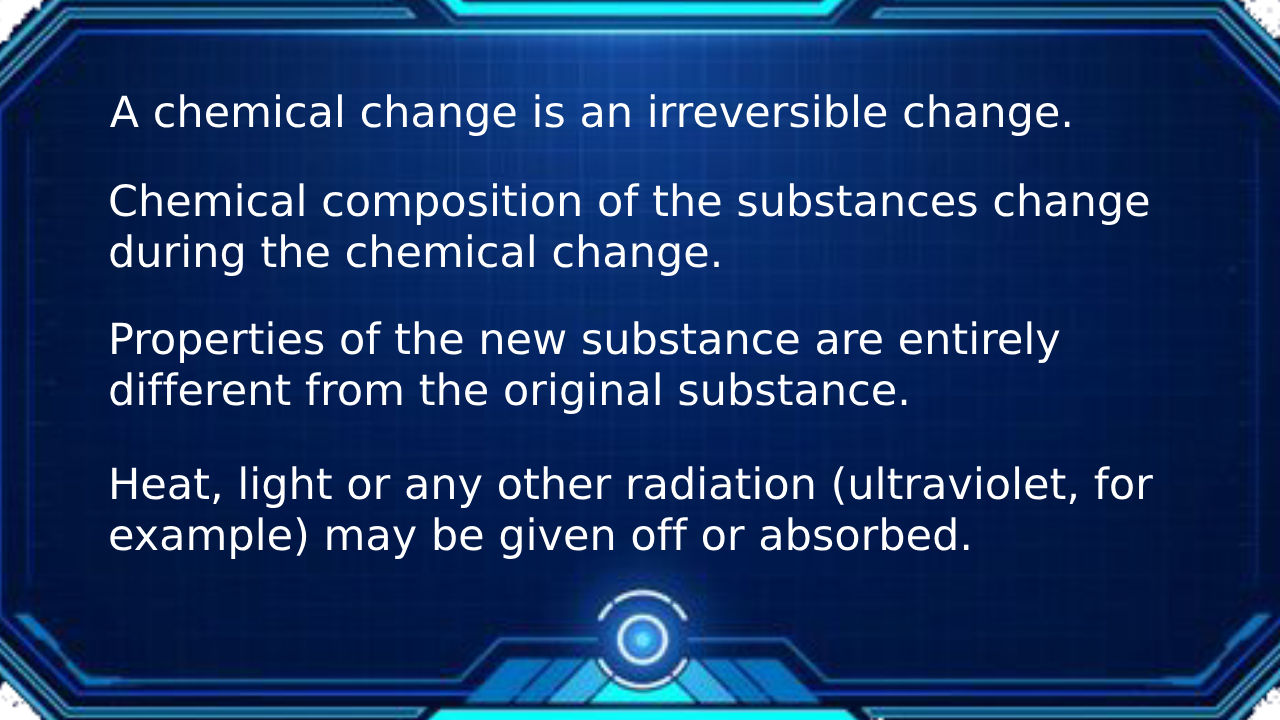 A chemical change is an irreversible change.
Chemical composition of the substances change
during the chemical change.
Properties of the new substance are entirely
different from the original substance.
Heat, light or any other radiation (ultraviolet, for
example) may be given off or absorbed.